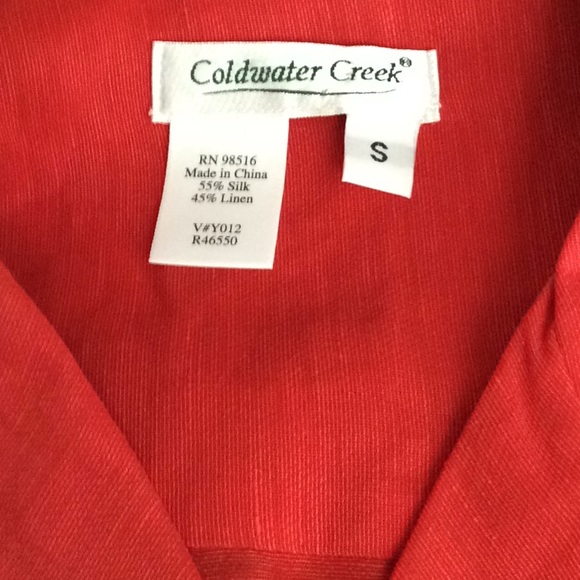 Coldwater Creek®
S
RN 98516
Made in China
55% Silk
45% Linen
V#Y012
R46550